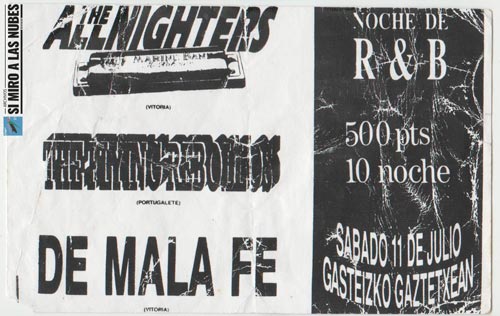 ARCHIVO
SI MIRO A LAS NUBES
THE
ALLNIGHTERS
(VITORIA)
(PORTUGALETE)
DE MALA FE
(VITORIA)
NOCHE DE
R & B
500 pts
10 noche
SABADO 11 DE JULIO
GASTEIZKO GAZTETXEAN